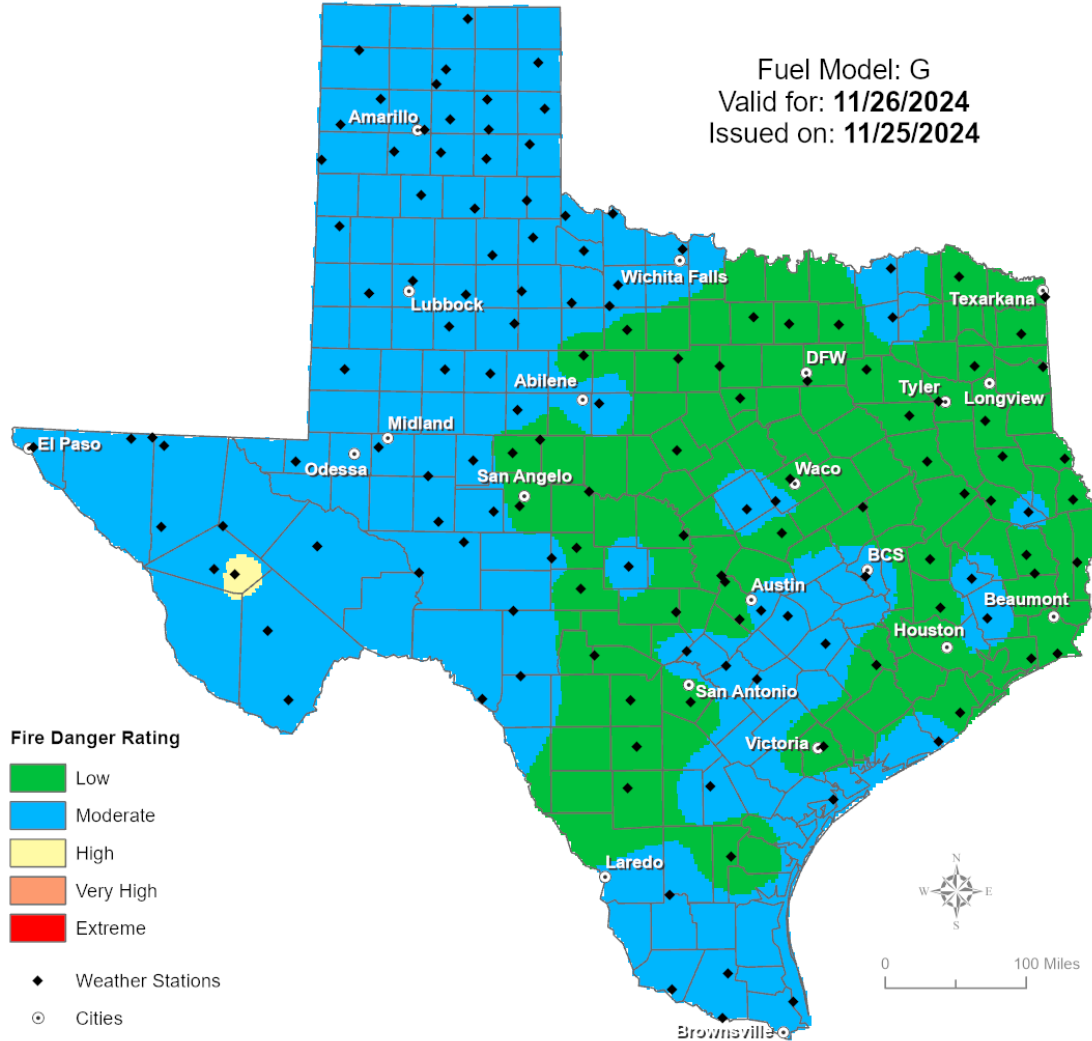 Fuel Model: G
Valid for: 11/26/2024
Issued on: 11/25/2024
Amarillo
Wichita Falls
Lubbock
Texarkana
DFW
Abilene
Tyler
Longview
Midland
El Paso
Odessa
San Angelo
Waco
BCS
Austin
Beaumont
Houston
San Antonio
Victoria
Laredo
Brownsville
Fire Danger Rating
Low
Moderate
High
Very High
Extreme
Weather Stations
Cities
N
W E
S
0 100 Miles